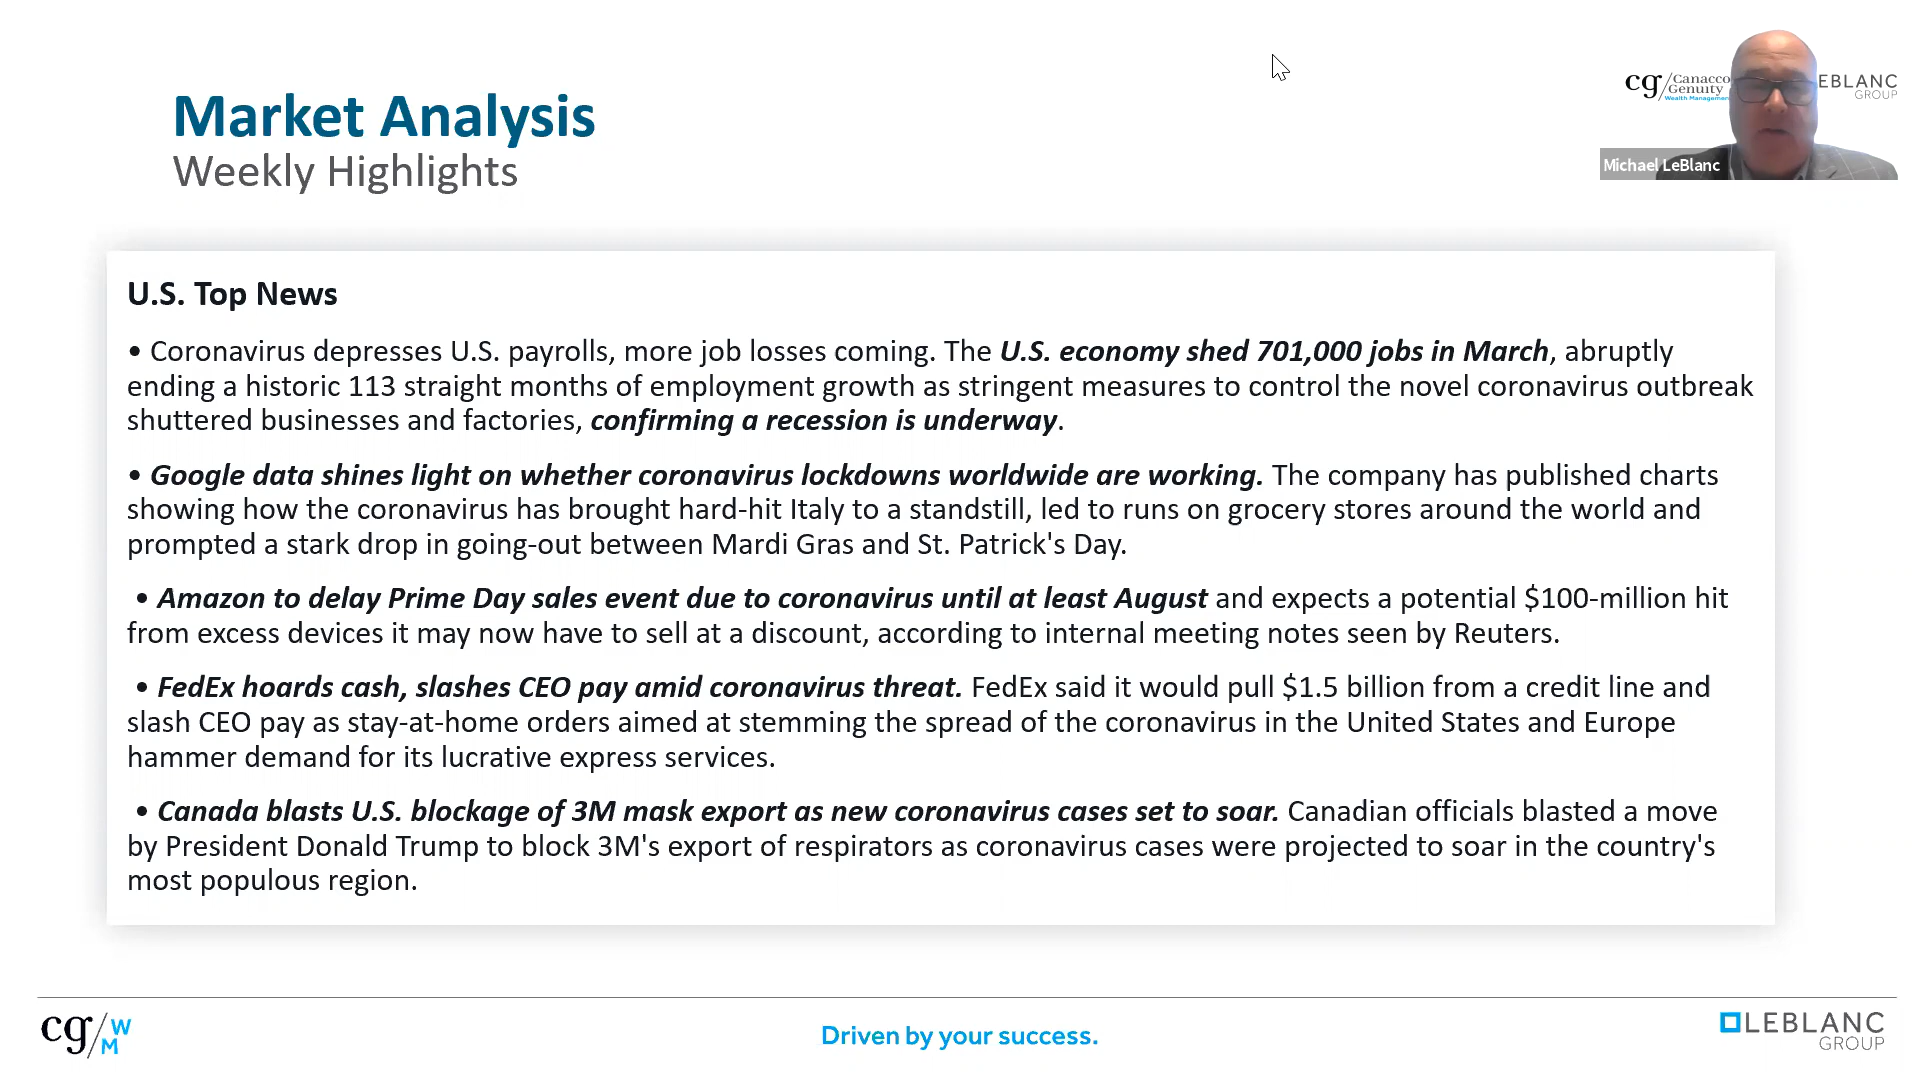 Market Analysis
Weekly Highlights
cg/Canacco
Genuity
Wealth Management
EBLANC
GROUP
Michael LeBlanc
U.S. Top News
• Coronavirus depresses U.S. payrolls, more job losses coming. The U.S. economy shed 701,000 jobs in March, abruptly
ending a historic 113 straight months of employment growth as stringent measures to control the novel coronavirus outbreak
shuttered businesses and factories, confirming a recession is underway.
• Google data shines light on whether coronavirus lockdowns worldwide are working. The company has published charts
showing how the coronavirus has brought hard-hit Italy to a standstill, led to runs on grocery stores around the world and
prompted a stark drop in going-out between Mardi Gras and St. Patrick's Day.
• Amazon to delay Prime Day sales event due to coronavirus until at least August and expects a potential $100-million hit
from excess devices it may now have to sell at a discount, according to internal meeting notes seen by Reuters.
• FedEx hoards cash, slashes CEO pay amid coronavirus threat. FedEx said it would pull $1.5 billion from a credit line and
slash CEO pay as stay-at-home orders aimed at stemming the spread of the coronavirus in the United States and Europe
hammer demand for its lucrative express services.
• Canada blasts U.S. blockage of 3M mask export as new coronavirus cases set to soar. Canadian officials blasted a move
by President Donald Trump to block 3M's export of respirators as coronavirus cases were projected to soar in the country's
most populous region.
cg/WM
Driven by your success.
LEBLANC
GROUP